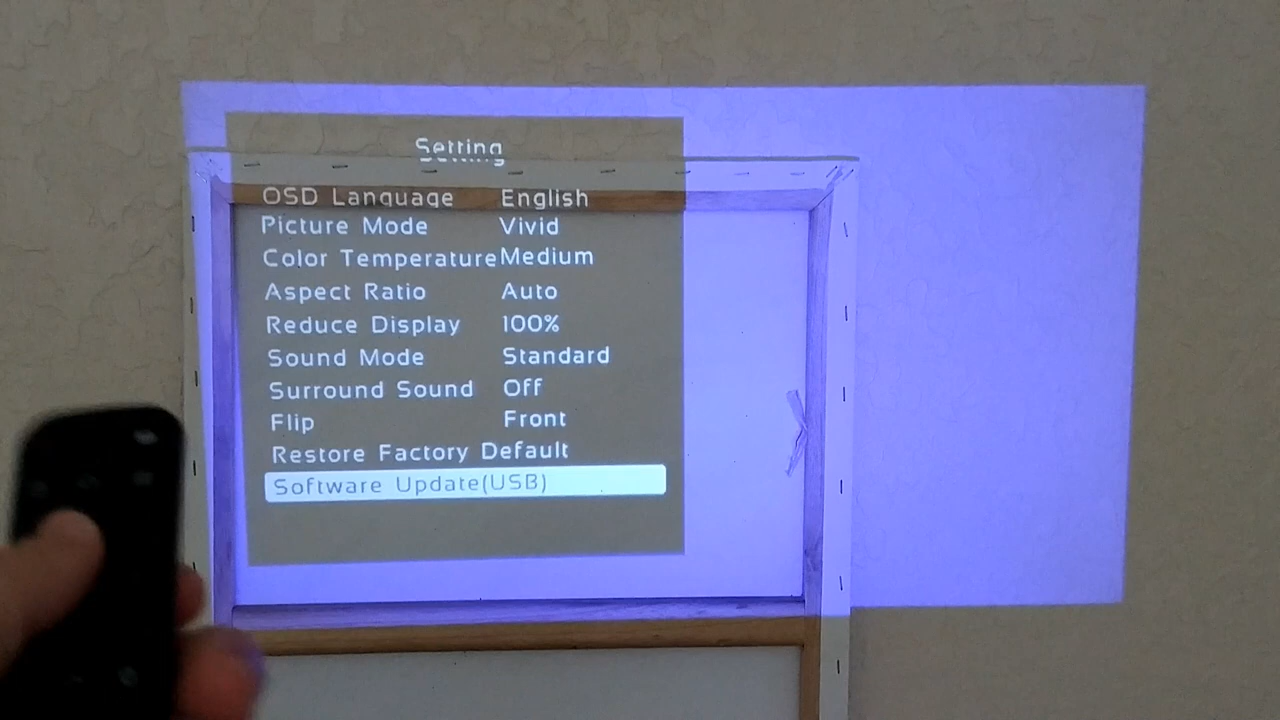 Setting
OSD Language English
Picture Mode Vivid
Color Temperature Medium
Aspect Ratio Auto
Reduce Display 100%
Sound Mode Standard
Surround Sound Off
Flip Front
Restore Factory Default
Software Update(USB)